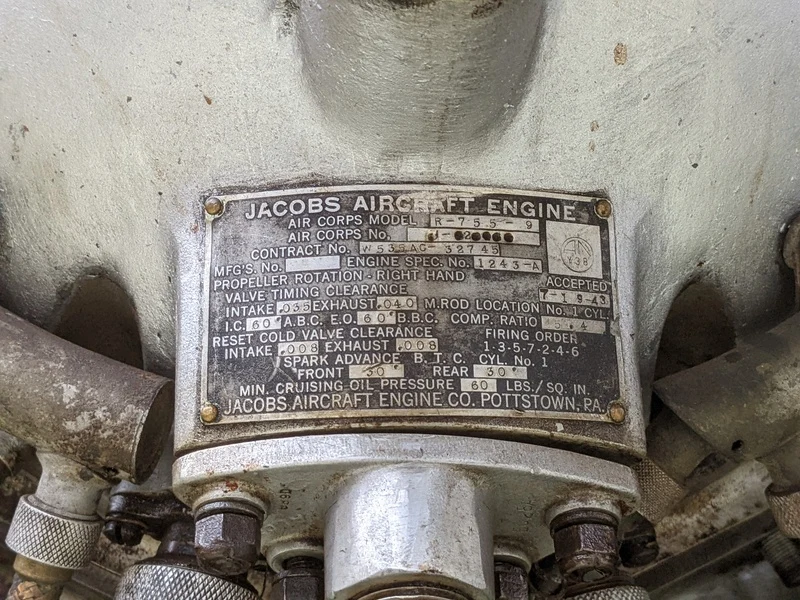 JACOBS AIRCRAFT ENGINE
AIR CORPS MODEL R-755-9
AIR CORPS No.
CONTRACT No. W535AC-32745
MFG'S. No. ENGINE SPEC. No. 1243-A
PROPELLER ROTATION - RIGHT HAND ACCEPTED
VALVE TIMING CLEARANCE 7-19-43
INTAKE .035 EXHAUST .040 M.ROD LOCATION No. 1 CYL.
I.C. 60° A.B.C. E.O. 60° B.B.C. COMP. RATIO
RESET COLD VALVE CLEARANCE FIRING ORDER
INTAKE .008 EXHAUST .008 1-3-5-7-2-4-6
SPARK ADVANCE B. T. C. CYL. No. 1
FRONT 30° REAR 30°
MIN. CRUISING OIL PRESSURE 60 LBS./SQ. IN.
JACOBS AIRCRAFT ENGINE CO. POTTSTOWN, PA.